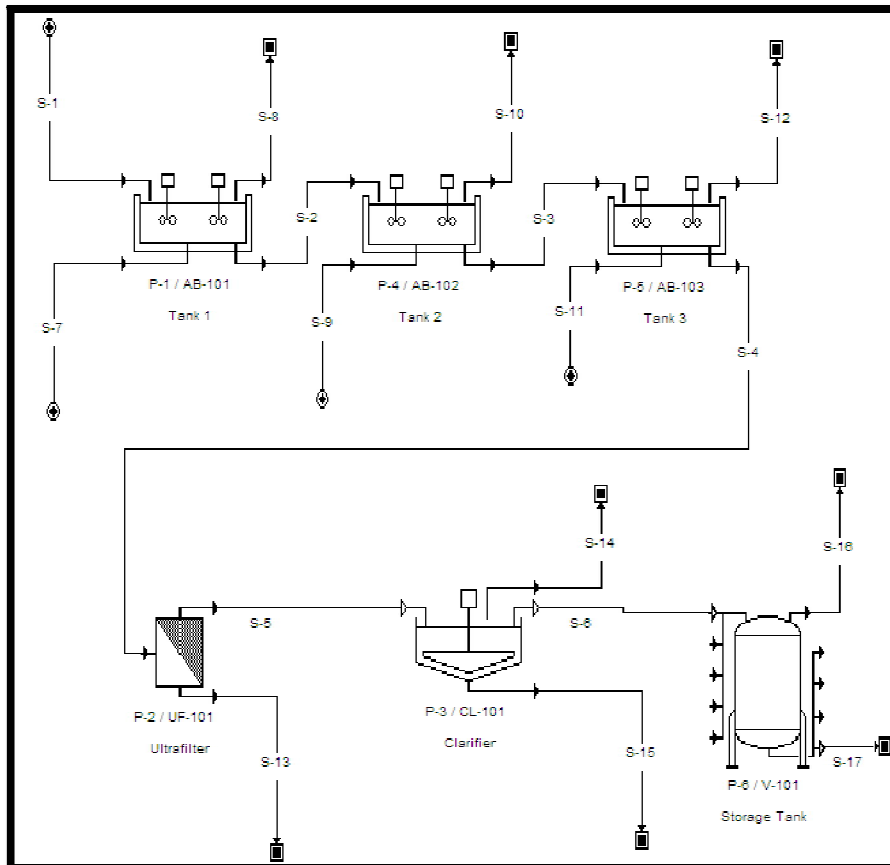 S-1
S-8
S-10
S-12
S-2
S-3
P-1 / AB-101
Tank 1
P-4 / AB-102
Tank 2
P-5 / AB-103
Tank 3
S-7
S-9
S-11
S-4
S-14
S-16
S-5
S-6
P-2 / UF-101
Ultrafilter
P-3 / CL-101
Clarifier
S-13
S-15
S-17
P-6 / V-101
Storage Tank